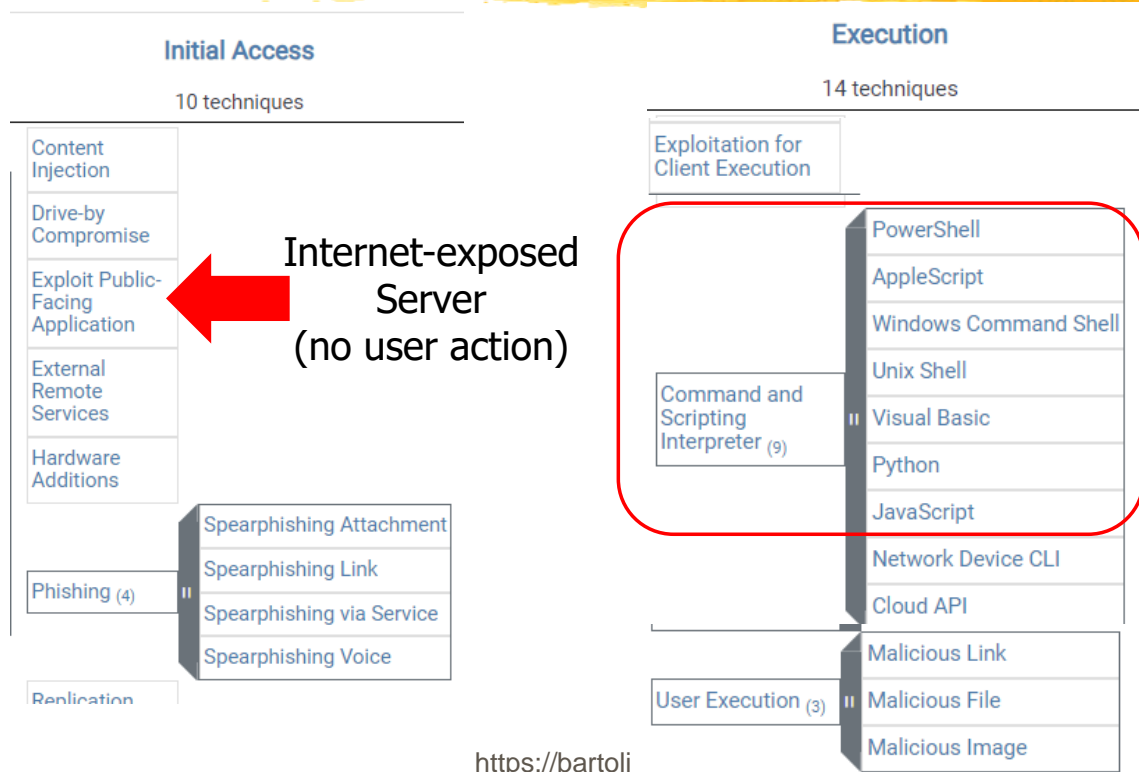 Initial Access
10 techniques
Content
Injection
Drive-by
Compromise
Exploit Public-
Facing
Application
External
Remote
Services
Hardware
Additions
Phishing (4)
Spearphishing Attachment
Spearphishing Link
Spearphishing via Service
Spearphishing Voice
Replication
Internet-exposed
Server
(no user action)
Execution
14 techniques
Exploitation for
Client Execution
Command and
Scripting
Interpreter (9)
PowerShell
AppleScript
Windows Command Shell
Unix Shell
Visual Basic
Python
JavaScript
Network Device CLI
Cloud API
User Execution (3)
Malicious Link
Malicious File
Malicious Image
https://bartoli